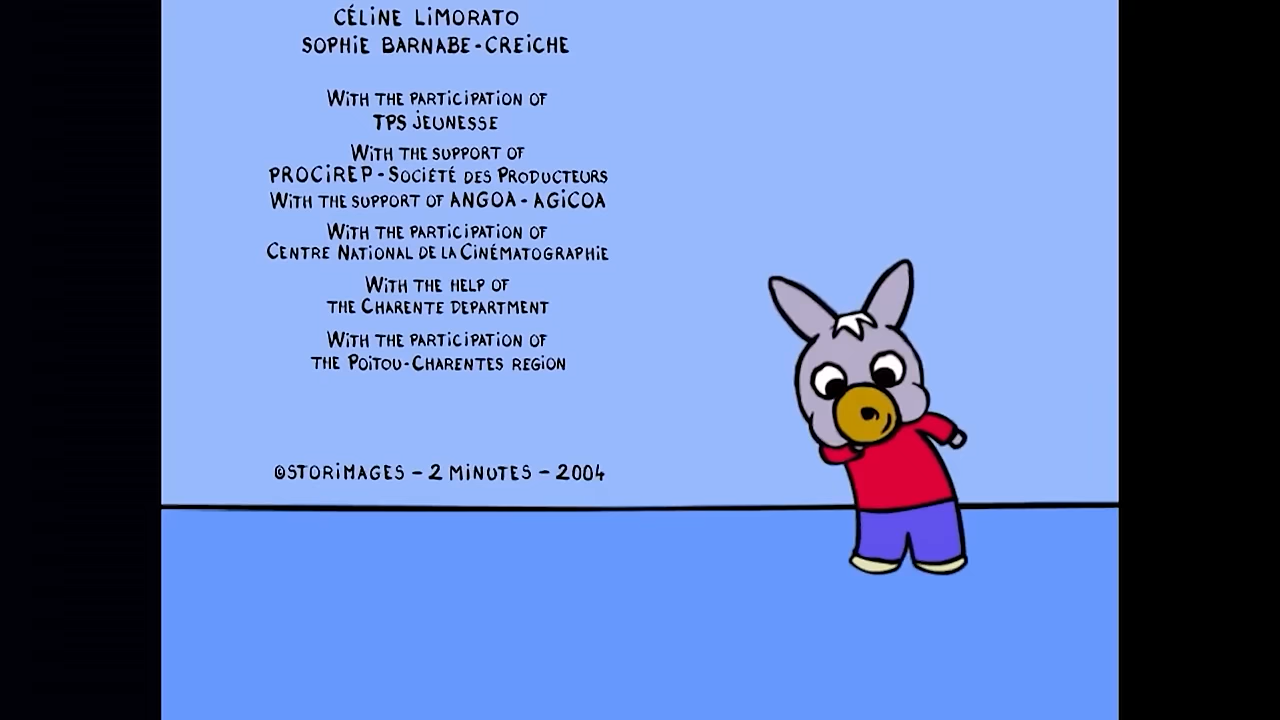 CÉLINE LIMORATO
SOPHIE BARNABE-CREICHE
WITH THE PARTICIPATION OF
TPS JEUNESSE
WITH THE SUPPORT OF
PROCIREP-SOCIÉTÉ DES PRODUCTEURS
WITH THE SUPPORT OF ANGOA-AGICOA
WITH THE PARTICIPATION OF
CENTRE NATIONAL DE LA CINÉMATOGRAPHIE
WITH THE HELP OF
THE CHARENTE DEPARTMENT
WITH THE PARTICIPATION OF
THE POITOU-CHARENTES REGION
©STORIMAGES - 2 MINUTES - 2004